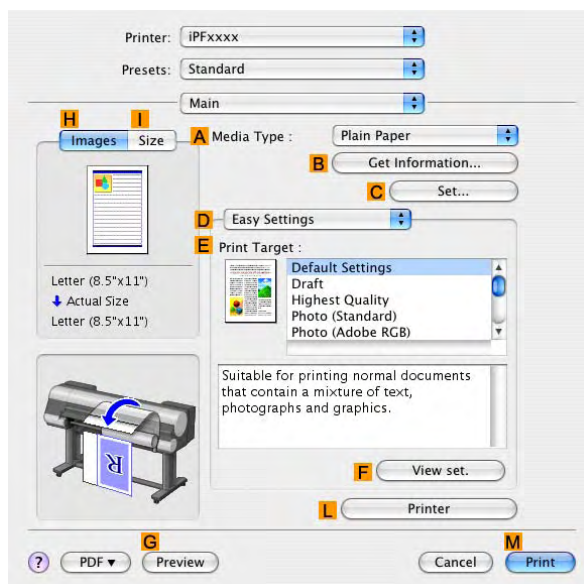 Printer: iPFxxxx
Presets: Standard
Main
H I
Images Size
A Media Type : Plain Paper
B Get Information...
C Set...
D Easy Settings
E Print Target :
Default Settings
Draft
Highest Quality
Photo (Standard)
Photo (Adobe RGB)
Letter (8.5"x11")
Actual Size
Letter (8.5"x11")
Suitable for printing normal documents
that contain a mixture of text,
photographs and graphics.
R
F View set.
L Printer
G M
? PDF Preview Cancel Print